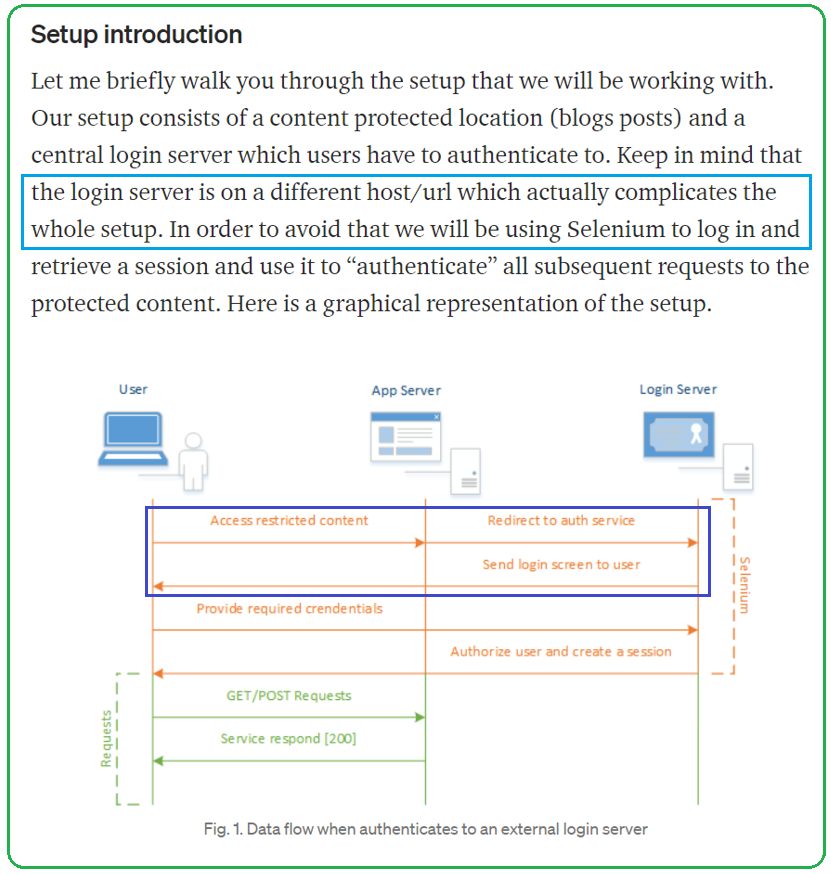 Setup introduction
Let me briefly walk you through the setup that we will be working with.
Our setup consists of a content protected location (blogs posts) and a
central login server which users have to authenticate to. Keep in mind that
the login server is on a different host/url which actually complicates the
whole setup. In order to avoid that we will be using Selenium to log in and
retrieve a session and use it to “authenticate” all subsequent requests to the
protected content. Here is a graphical representation of the setup.
User
App Server
Login Server
Access restricted content
Redirect to auth service
Send login screen to user
Selenium
Provide required crendentials
Authorize user and create a session
GET/POST Requests
Requests
Service respond [200]
Fig. 1. Data flow when authenticates to an external login server